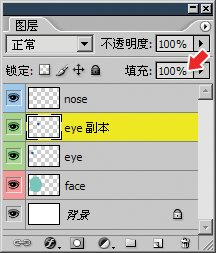 图层
正常 不透明度: 100%
锁定: 填充: 100%
nose
eye 副本
eye
face
背景